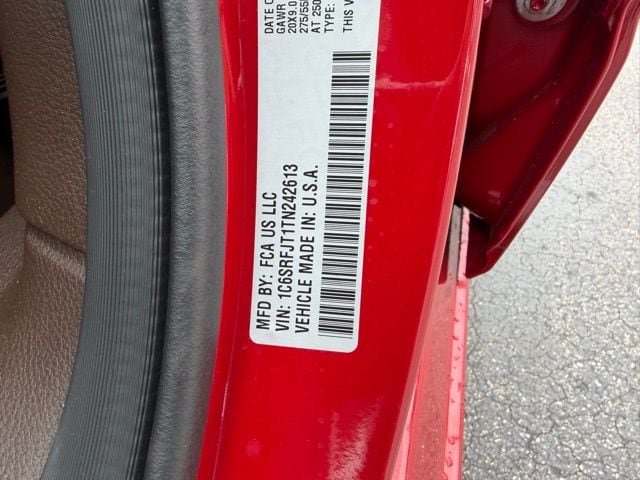 MFD BY: FCA US LLC
VIN: 1C6SRFJT1TN242613
VEHICLE MADE IN: U.S.A.
DATE O
GAWR
20X9.0
275/55
AT 250
TYPE:
THIS V